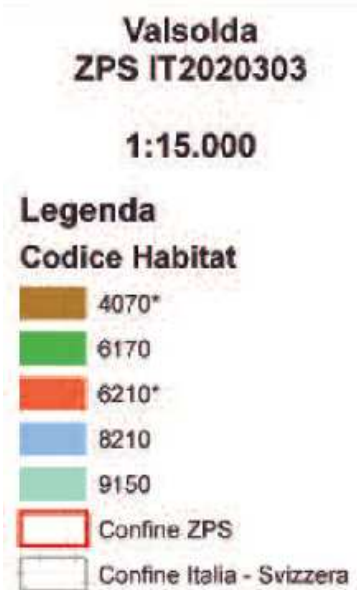 Valsolda
ZPS IT2020303
1:15.000
Legenda
Codice Habitat
4070*
6170
6210*
8210
9150
Confine ZPS
Confine Italia - Svizzera